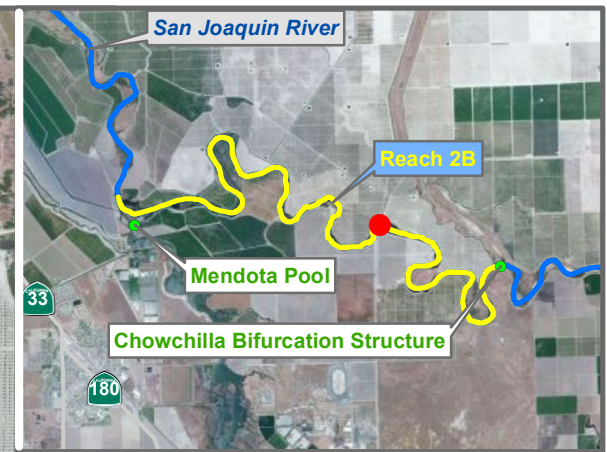 San Joaquin River
Reach 2B
Mendota Pool
33
Chowchilla Bifurcation Structure
180